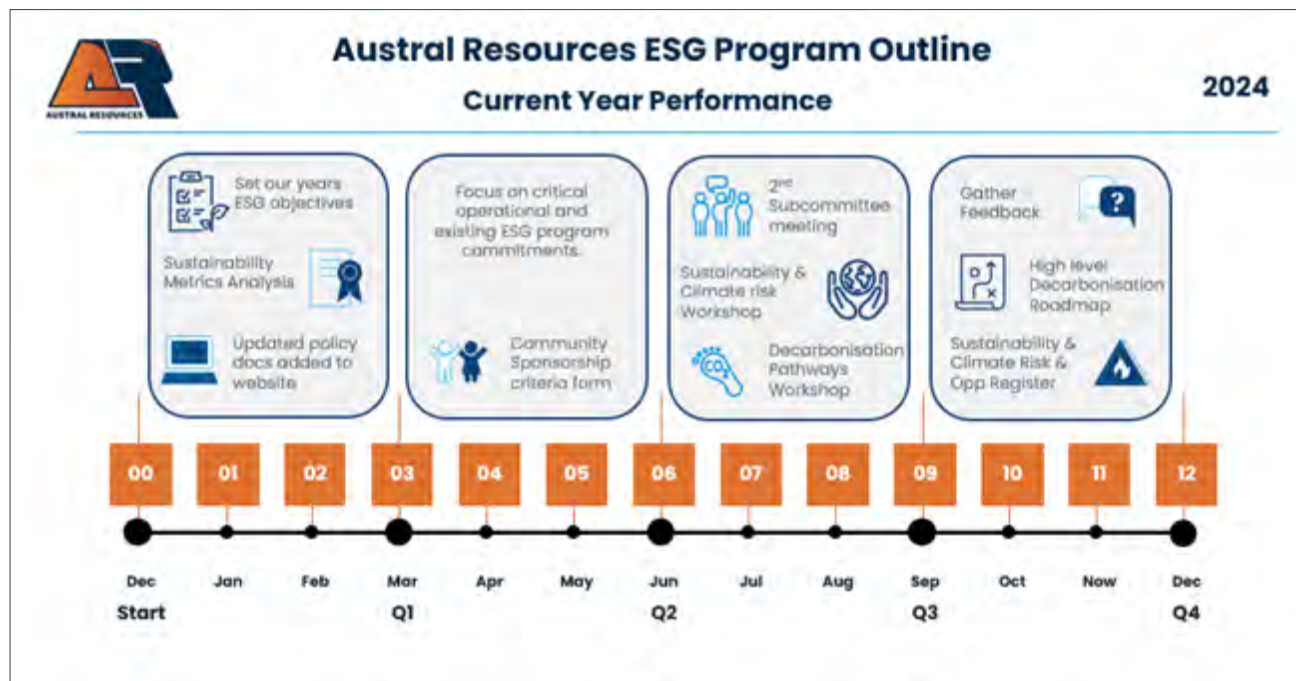 Austral Resources ESG Program Outline
Current Year Performance
2024
AR
AUSTRAL RESOURCES
Set our years
ESG objectives
Sustainability
Metrics Analysis
Updated policy
docs added to
website
Focus on critical
operational and
existing ESG program
commitments.
Community
Sponsorship
criteria form
2nd
Subcommittee
meeting
Sustainability &
Climate risk
Workshop
CO2
Decarbonisation
Pathways
Workshop
Gather
Feedback
?
High level
Decarbonisation
Roadmap
Sustainability &
Climate Risk &
Opp Register
00 01 02 03 04 05 06 07 08 09 10 11 12
Dec Jan Feb Mar Apr May Jun Jul Aug Sep Oct Now Dec
Start Q1 Q2 Q3 Q4